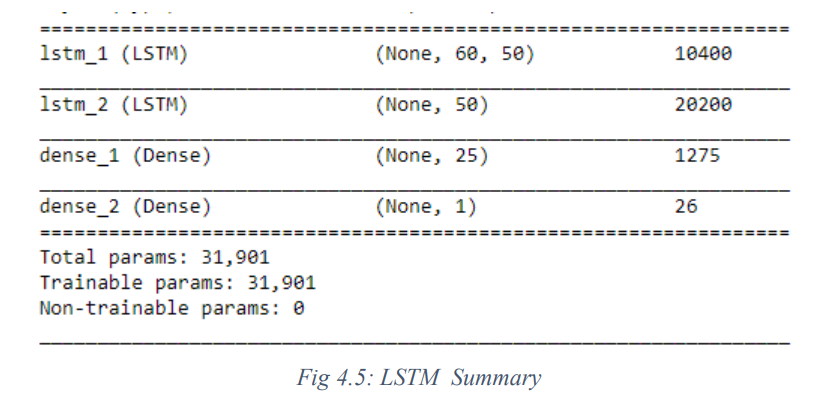 =================================================================
lstm_1 (LSTM) (None, 60, 50) 10400
_________________________________________________________________
lstm_2 (LSTM) (None, 50) 20200
_________________________________________________________________
dense_1 (Dense) (None, 25) 1275
_________________________________________________________________
dense_2 (Dense) (None, 1) 26
=================================================================
Total params: 31,901
Trainable params: 31,901
Non-trainable params: 0
_________________________________________________________________
Fig 4.5: LSTM Summary